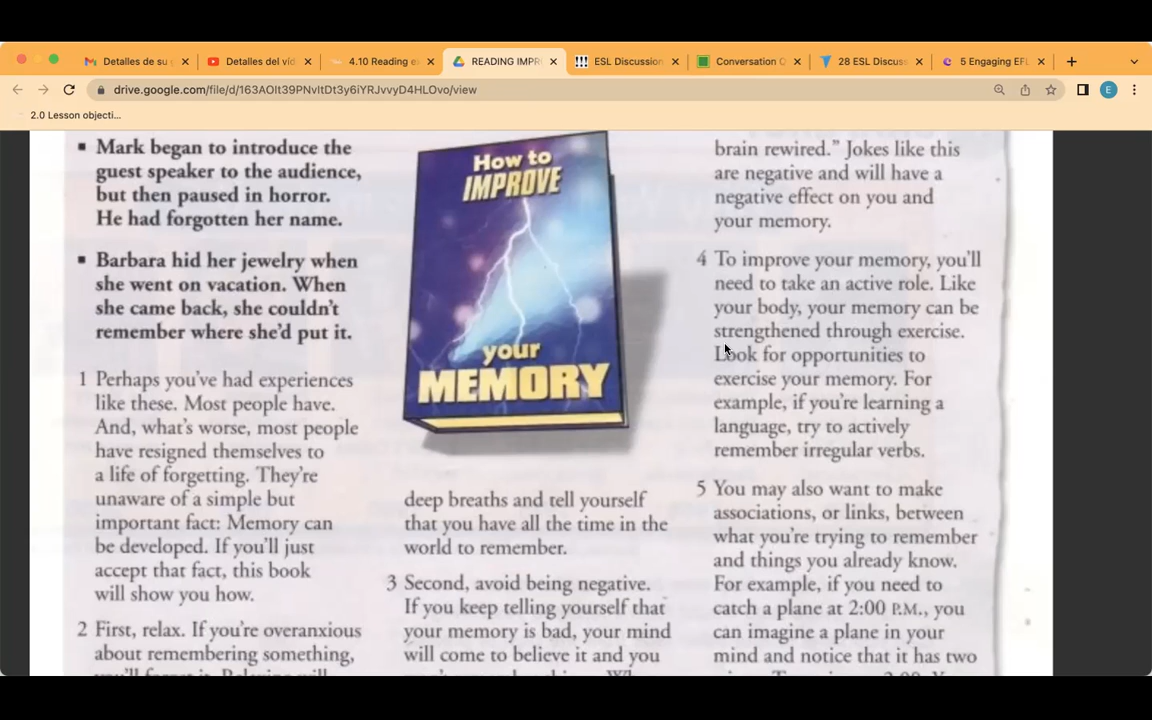 Detalles de su
Detalles del víd
4.10 Reading e
READING IMPR
ESL Discussion
Conversation Q
28 ESL Discuss
5 Engaging EFL
drive.google.com/file/d/163AOIt39PNvItDt3y6iYRJvvyD4HLOvo/view
E
2.0 Lesson objecti...
▪ Mark began to introduce the
guest speaker to the audience,
but then paused in horror.
He had forgotten her name.
▪ Barbara hid her jewelry when
she went on vacation. When
she came back, she couldn't
remember where she'd put it.
1 Perhaps you've had experiences
like these. Most people have.
And, what's worse, most people
have resigned themselves to
a life of forgetting. They're
unaware of a simple but
important fact: Memory can
be developed. If you'll just
accept that fact, this book
will show you how.
2 First, relax. If you're overanxious
about remembering something,
you'll forget it. Relaxing will
How to
IMPROVE
your
MEMORY
deep breaths and tell yourself
that you have all the time in the
world to remember.
3 Second, avoid being negative.
If you keep telling yourself that
your memory is bad, your mind
will come to believe it and you
brain rewired." Jokes like this
are negative and will have a
negative effect on you and
your memory.
4 To improve your memory, you'll
need to take an active role. Like
your body, your memory can be
strengthened through exercise.
Look for opportunities to
exercise your memory. For
example, if you're learning a
language, try to actively
remember irregular verbs.
5 You may also want to make
associations, or links, between
what you're trying to remember
and things you already know.
For example, if you need to
catch a plane at 2:00 P.M., you
can imagine a plane in your
mind and notice that it has two